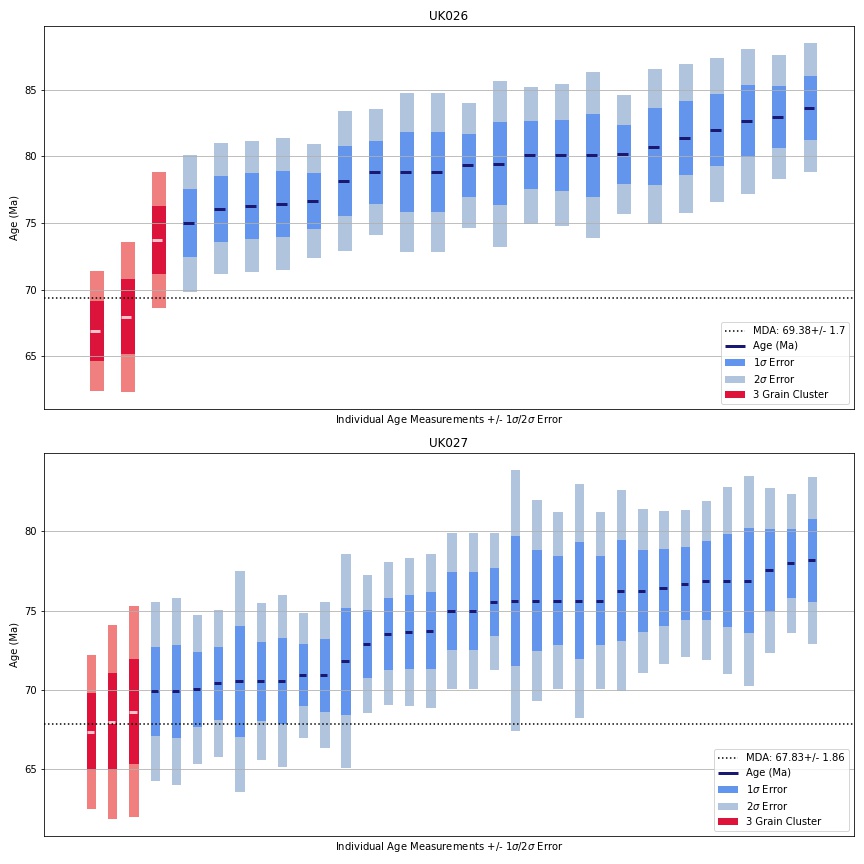 UK026
85
80
75
70
65
Age (Ma)
MDA: 69.38+/- 1.7
Age (Ma)
1σ Error
2σ Error
3 Grain Cluster
Individual Age Measurements +/- 1σ/2σ Error
UK027
80
75
70
65
Age (Ma)
MDA: 67.83+/- 1.86
Age (Ma)
1σ Error
2σ Error
3 Grain Cluster
Individual Age Measurements +/- 1σ/2σ Error